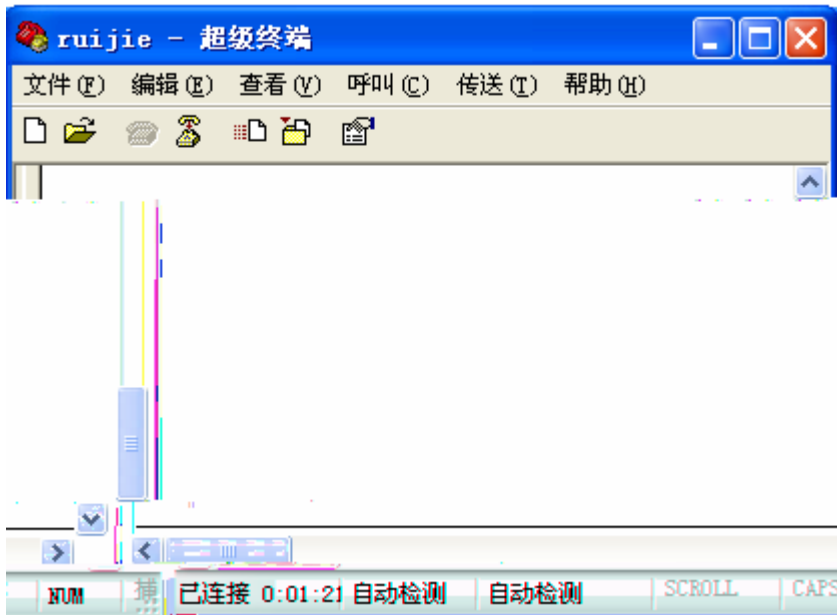 ruijie - 超级终端
文件(F) 编辑(E) 查看(V) 呼叫(C) 传送(T) 帮助(H)
NUM 捕 已连接 0:01:21 自动检测 自动检测 SCROLL CAPS